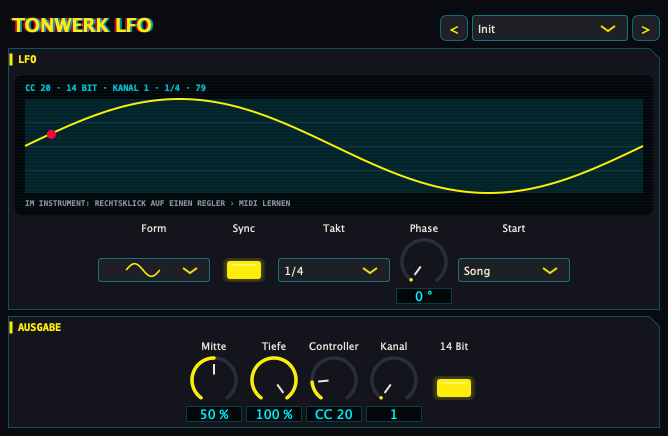 TONWERK LFO
< Init >
LFO
CC 20 · 14 BIT · KANAL 1 · 1/4 · 79
IM INSTRUMENT: RECHTSKLICK AUF EINEN REGLER › MIDI LERNEN
Form Sync Takt Phase Start
1/4 Song
0 °
AUSGABE
Mitte Tiefe Controller Kanal 14 Bit
50 % 100 % CC 20 1